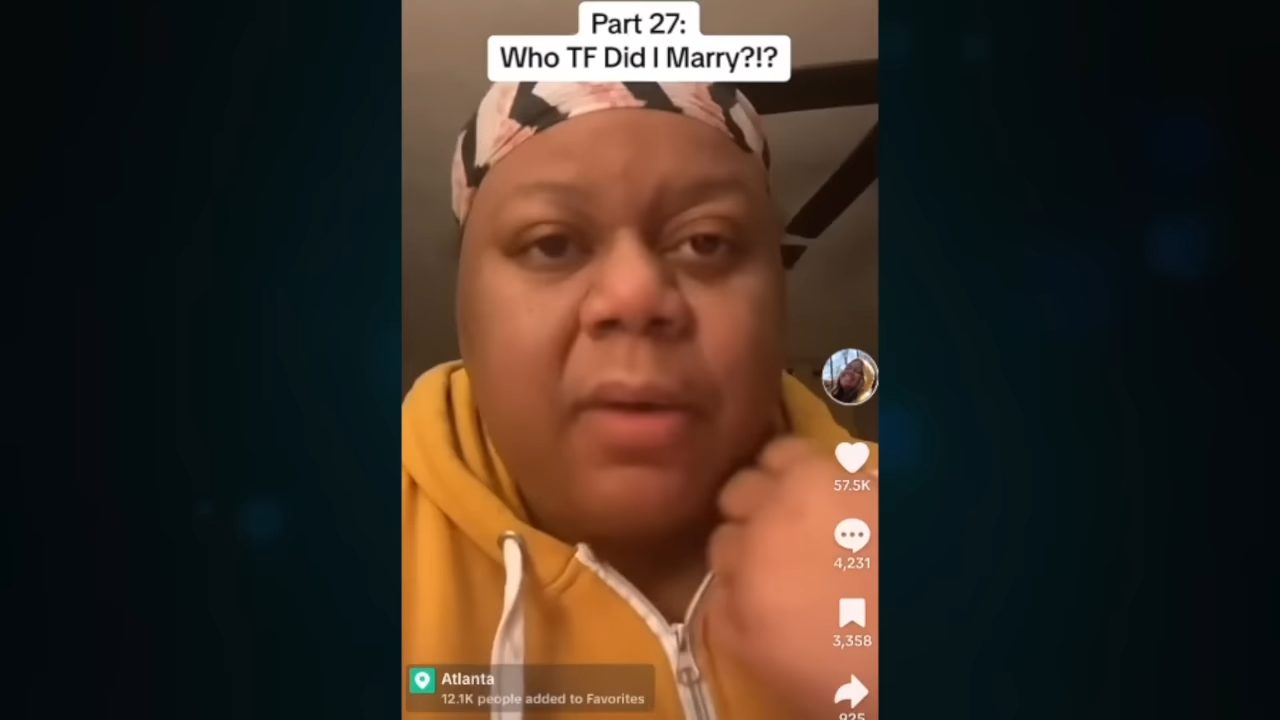 Part 27:
Who TF Did I Marry?!?
57.5K
4,231
3,358
925
Atlanta
12.1K people added to Favorites